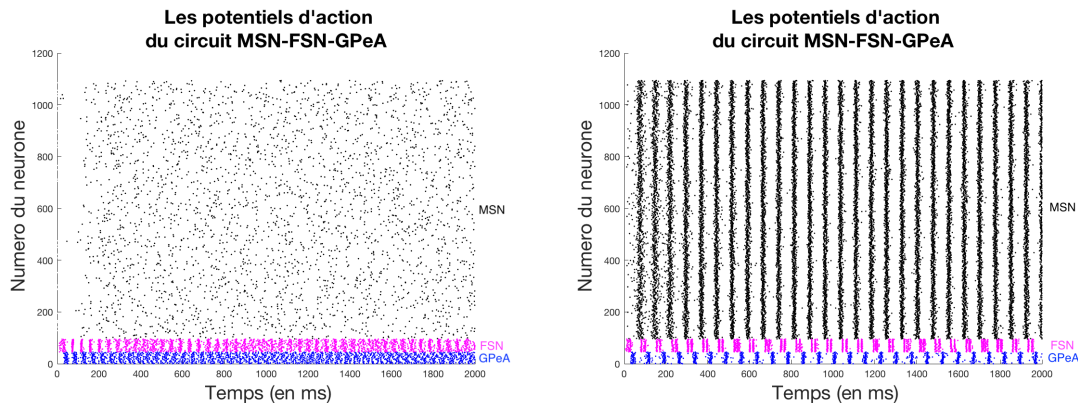 Les potentiels d'action
du circuit MSN-FSN-GPeA
1200
1000
800
600
400
200
0
Numero du neurone
MSN
FSN
GPeA
0 200 400 600 800 1000 1200 1400 1600 1800 2000
Temps (en ms)
Les potentiels d'action
du circuit MSN-FSN-GPeA
1200
1000
800
600
400
200
0
Numero du neurone
MSN
FSN
GPeA
0 200 400 600 800 1000 1200 1400 1600 1800 2000
Temps (en ms)